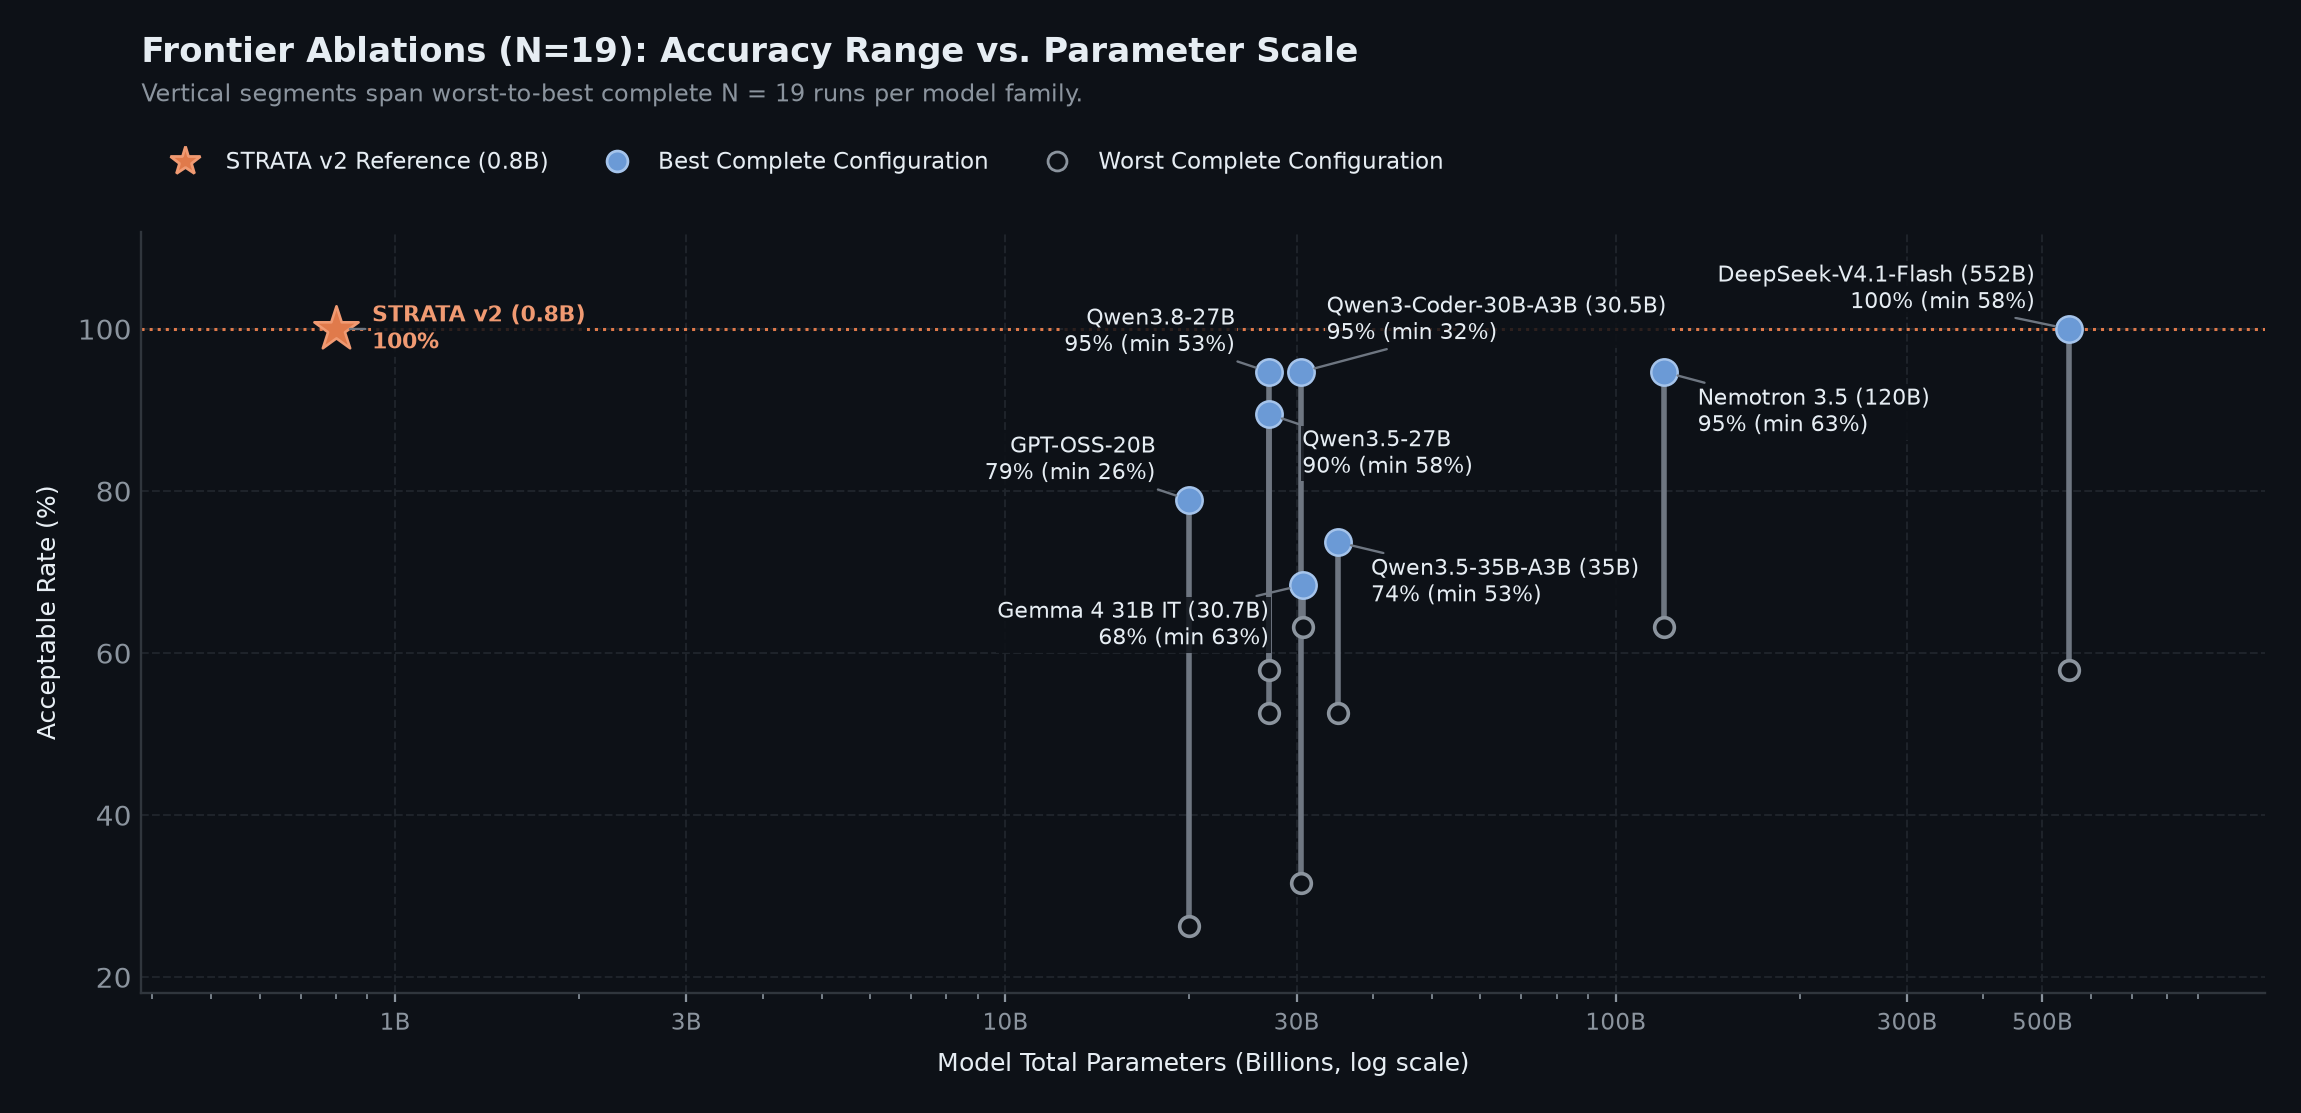 Frontier Ablations (N=19): Accuracy Range vs. Parameter Scale
Vertical segments span worst-to-best complete N = 19 runs per model family.
STRATA v2 Reference (0.8B)
Best Complete Configuration
Worst Complete Configuration
DeepSeek-V4.1-Flash (552B)
100% (min 58%)
STRATA v2 (0.8B)
100%
Qwen3.8-27B
95% (min 53%)
Qwen3-Coder-30B-A3B (30.5B)
95% (min 32%)
Nemotron 3.5 (120B)
95% (min 63%)
GPT-OSS-20B
79% (min 26%)
Qwen3.5-27B
90% (min 58%)
Qwen3.5-35B-A3B (35B)
74% (min 53%)
Gemma 4 31B IT (30.7B)
68% (min 63%)
Acceptable Rate (%)
100
80
60
40
20
1B
3B
10B
30B
100B
300B
500B
Model Total Parameters (Billions, log scale)